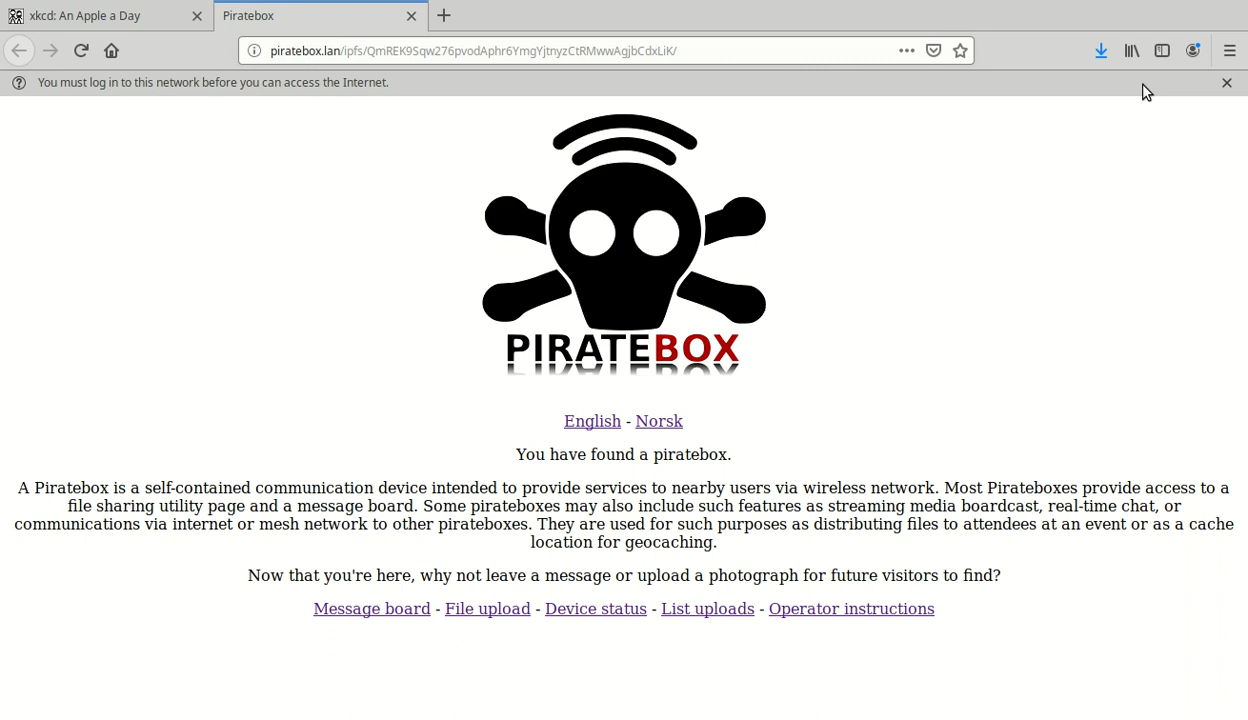 xkcd: An Apple a Day
Piratebox
piratebox.lan/ipfs/QmREK9Sqw276pvodAphr6YmgYjtnyzCtRMwwAgjbCdxLiK/
You must log in to this network before you can access the Internet.
PIRATEBOX
English - Norsk
You have found a piratebox.
A Piratebox is a self-contained communication device intended to provide services to nearby users via wireless network. Most Pirateboxes provide access to a
file sharing utility page and a message board. Some pirateboxes may also include such features as streaming media boardcast, real-time chat, or
communications via internet or mesh network to other pirateboxes. They are used for such purposes as distributing files to attendees at an event or as a cache
location for geocaching.
Now that you're here, why not leave a message or upload a photograph for future visitors to find?
Message board - File upload - Device status - List uploads - Operator instructions